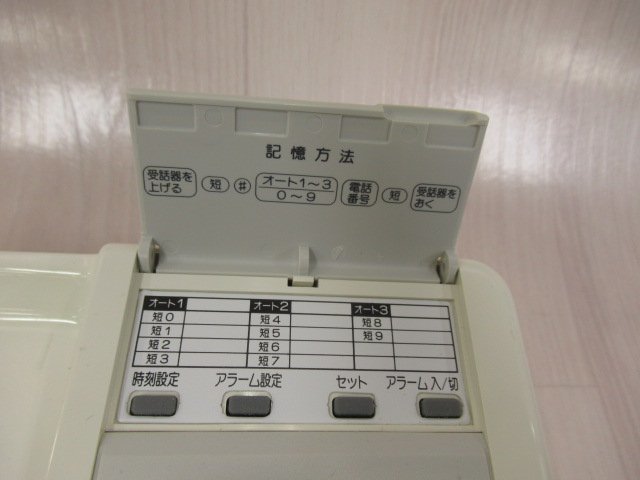 記憶方法
受話器を
上げる
短
#
オート1～3
0～9
電話
番号
短
受話器を
おく
オート1 オート2 オート3
短0 短4 短8
短1 短5 短9
短2 短6
短3 短7
時刻設定 アラーム設定 セット アラーム入/切